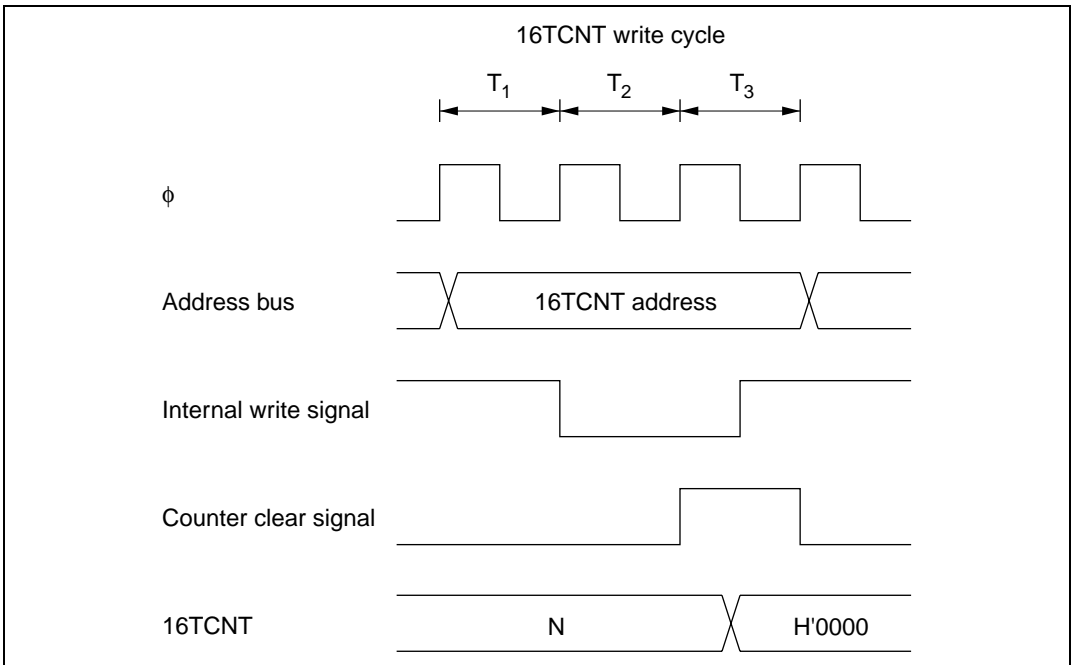 16TCNT write cycle
T1 T2 T3
φ
Address bus
16TCNT address
Internal write signal
Counter clear signal
16TCNT
N
H'0000